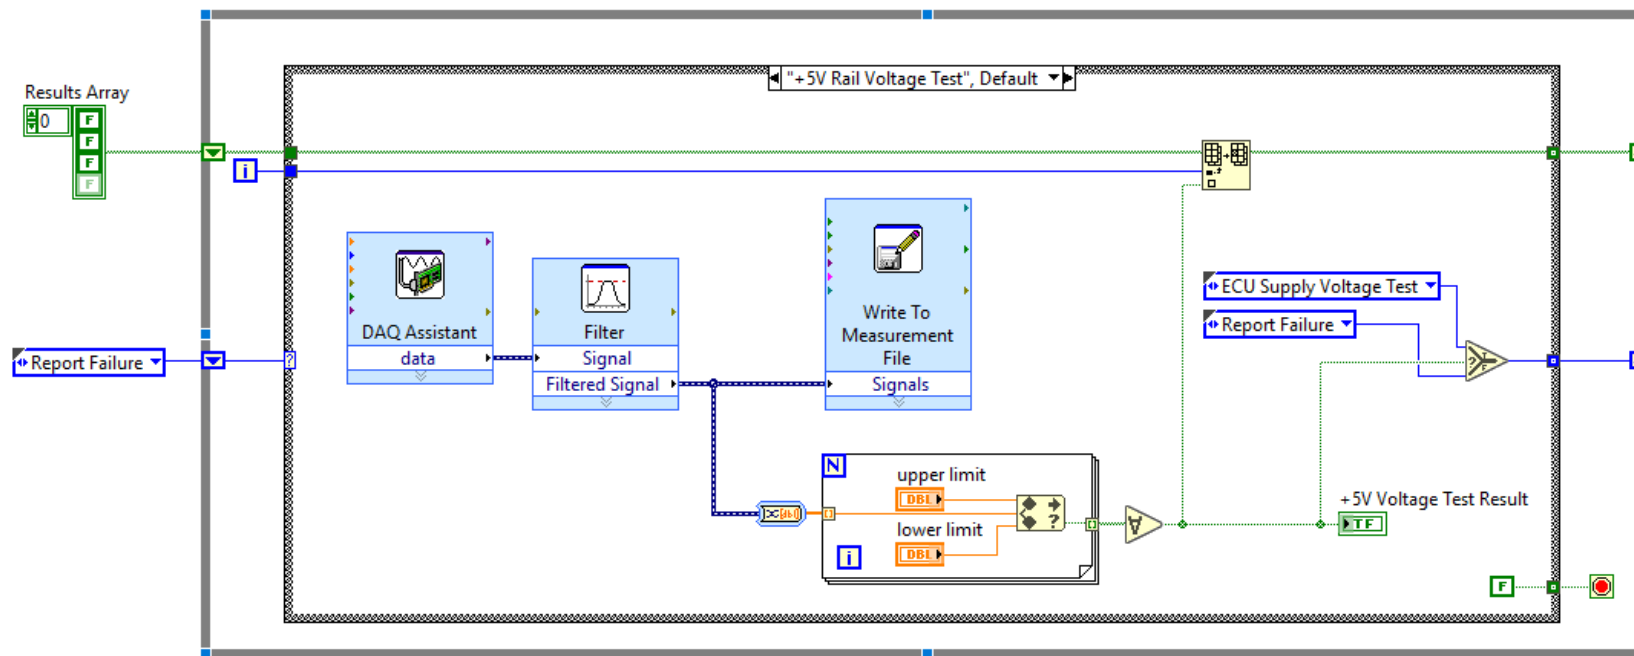 "+5V Rail Voltage Test", Default
Results Array
0
F
F
F
F
i
DAQ Assistant
data
Filter
Signal
Filtered Signal
Write To
Measurement
File
Signals
ECU Supply Voltage Test
Report Failure
?
T
F
Report Failure
?
N
upper limit
DBL
lower limit
DBL
i
?
+5V Voltage Test Result
TF
F